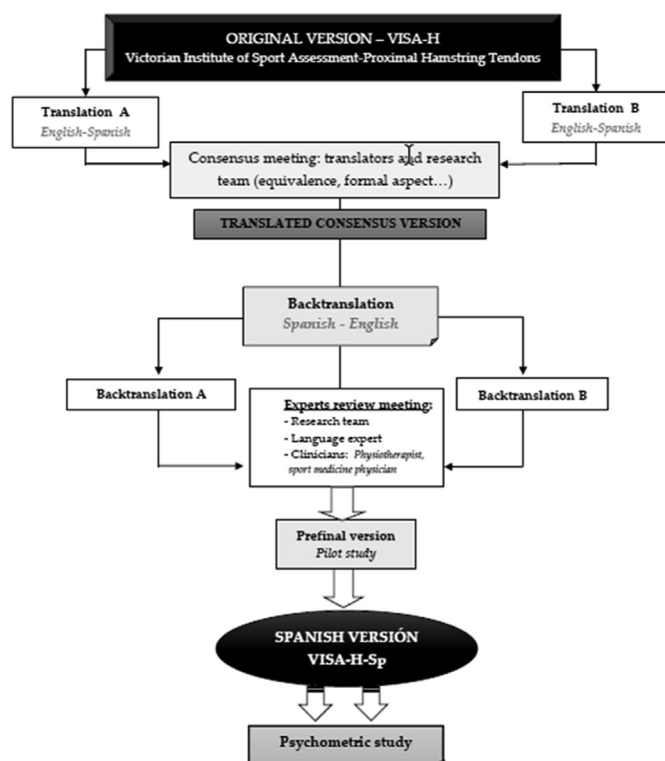 ORIGINAL VERSION – VISA-H
Victorian Institute of Sport Assessment-Proximal Hamstring Tendons
Translation A
English-Spanish
Translation B
English-Spanish
Consensus meeting: translators and research
team (equivalence, formal aspect…)
TRANSLATED CONSENSUS VERSION
Backtranslation
Spanish - English
Backtranslation A
Experts review meeting:
- Research team
- Language expert
- Clinicians: Physiotherapist,
sport medicine physician
Backtranslation B
Prefinal version
Pilot study
SPANISH VERSIÓN
VISA-H-Sp
Psychometric study